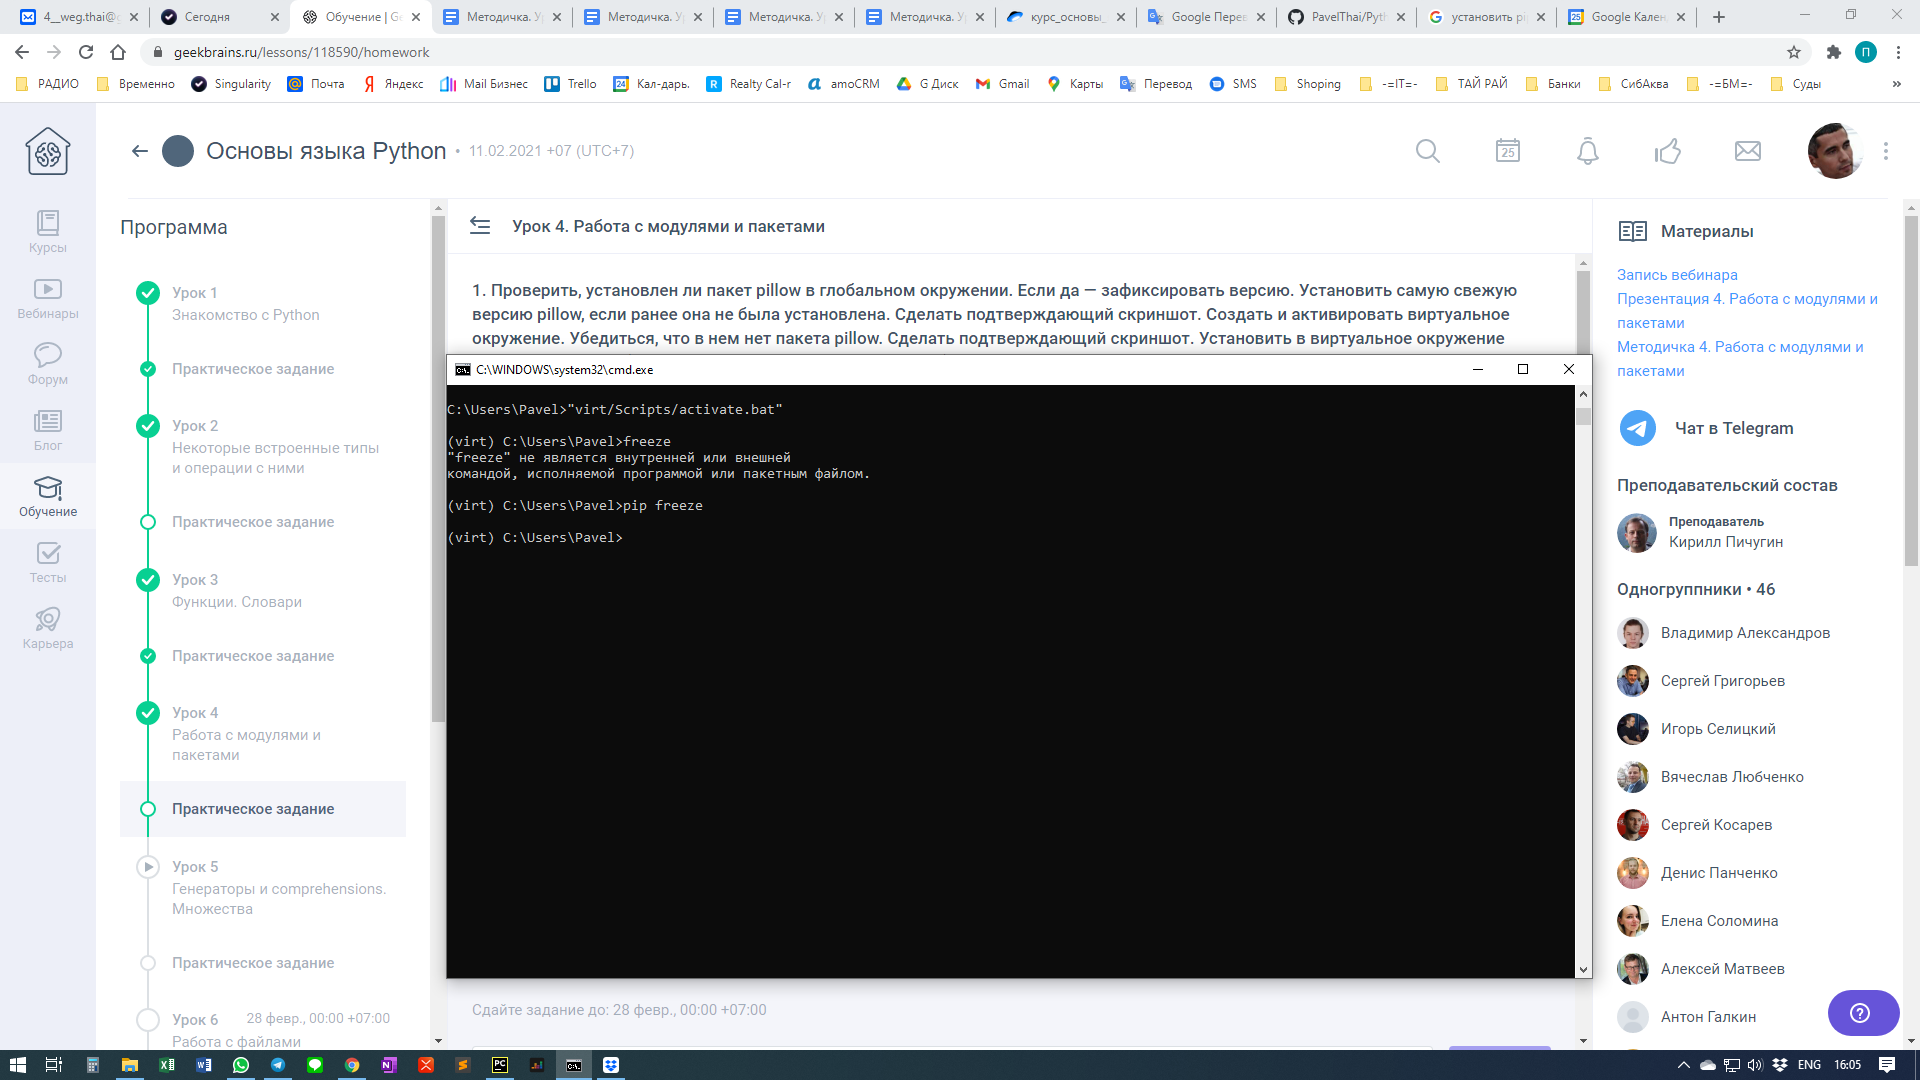 4__weg.thai@g
Сегодня
Обучение | Ge
Методичка. У
Методичка. У
Методичка. У
Методичка. У
курс_основы_
Google Перев
PavelThai/Pyth
установить pi
Google Кален
geekbrains.ru/lessons/118590/homework
П
РАДИО
Временно
Singularity
Почта
Яндекс
Mail Бизнес
Trello
Кал-дарь.
Realty Cal-r
amoCRM
G Диск
Gmail
Карты
Перевод
SMS
Shoping
-=IT=-
ТАЙ РАЙ
Банки
СибАква
-=БМ=-
Суды
»
Основы языка Python • 11.02.2021 +07 (UTC+7)
25
Курсы
Вебинары
Форум
Блог
Обучение
Тесты
Карьера
Программа
Урок 1
Знакомство с Python
Практическое задание
Урок 2
Некоторые встроенные типы
и операции с ними
Практическое задание
Урок 3
Функции. Словари
Практическое задание
Урок 4
Работа с модулями и
пакетами
Практическое задание
Урок 5
Генераторы и comprehensions.
Множества
Практическое задание
Урок 6 28 февр., 00:00 +07:00
Работа с файлами
Урок 4. Работа с модулями и пакетами
1. Проверить, установлен ли пакет pillow в глобальном окружении. Если да — зафиксировать версию. Установить самую свежую
версию pillow, если ранее она не была установлена. Сделать подтверждающий скриншот. Создать и активировать виртуальное
окружение. Убедиться, что в нем нет пакета pillow. Сделать подтверждающий скриншот. Установить в виртуальное окружение
C:\WINDOWS\system32\cmd.exe
C:\Users\Pavel>"virt/Scripts/activate.bat"
(virt) C:\Users\Pavel>freeze
"freeze" не является внутренней или внешней
командой, исполняемой программой или пакетным файлом.
(virt) C:\Users\Pavel>pip freeze
(virt) C:\Users\Pavel>
Сдайте задание до: 28 февр., 00:00 +07:00
Материалы
Запись вебинара
Презентация 4. Работа с модулями и
пакетами
Методичка 4. Работа с модулями и
пакетами
Чат в Telegram
Преподавательский состав
Преподаватель
Кирилл Пичугин
Одногруппники • 46
Владимир Александров
Сергей Григорьев
Игорь Селицкий
Вячеслав Любченко
Сергей Косарев
Денис Панченко
Елена Соломина
Алексей Матвеев
Антон Галкин
ENG
16:05